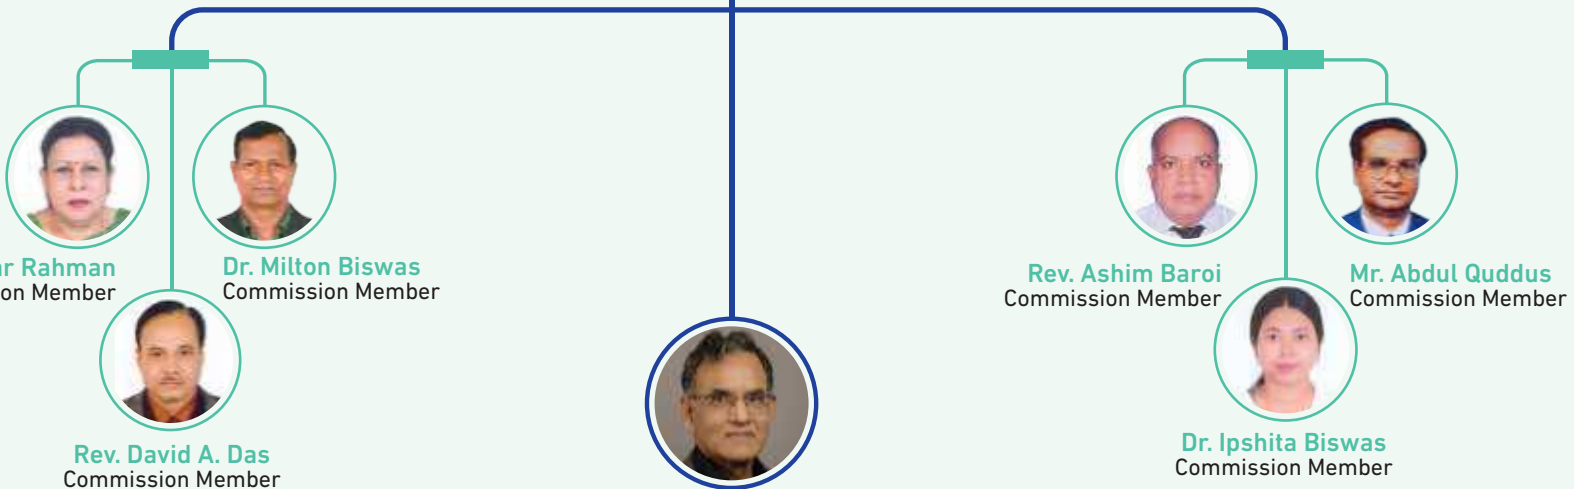 Rahman
Member
Dr. Milton Biswas
Commission Member
Rev. David A. Das
Commission Member
Rev. Ashim Baroi
Commission Member
Mr. Abdul Quddus
Commission Member
Dr. Ipshita Biswas
Commission Member